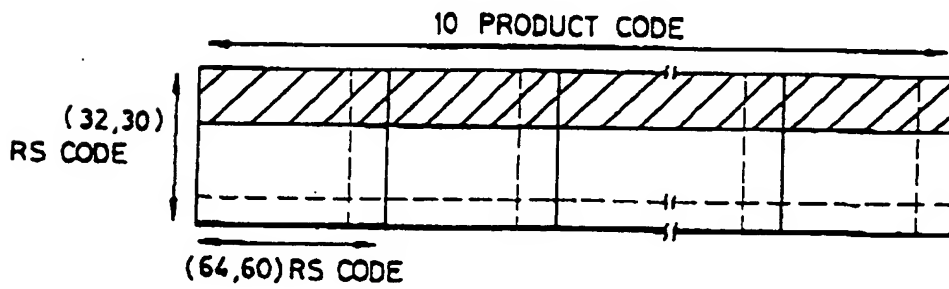 10 PRODUCT CODE
(32,30)
RS CODE
(64,60) RS CODE